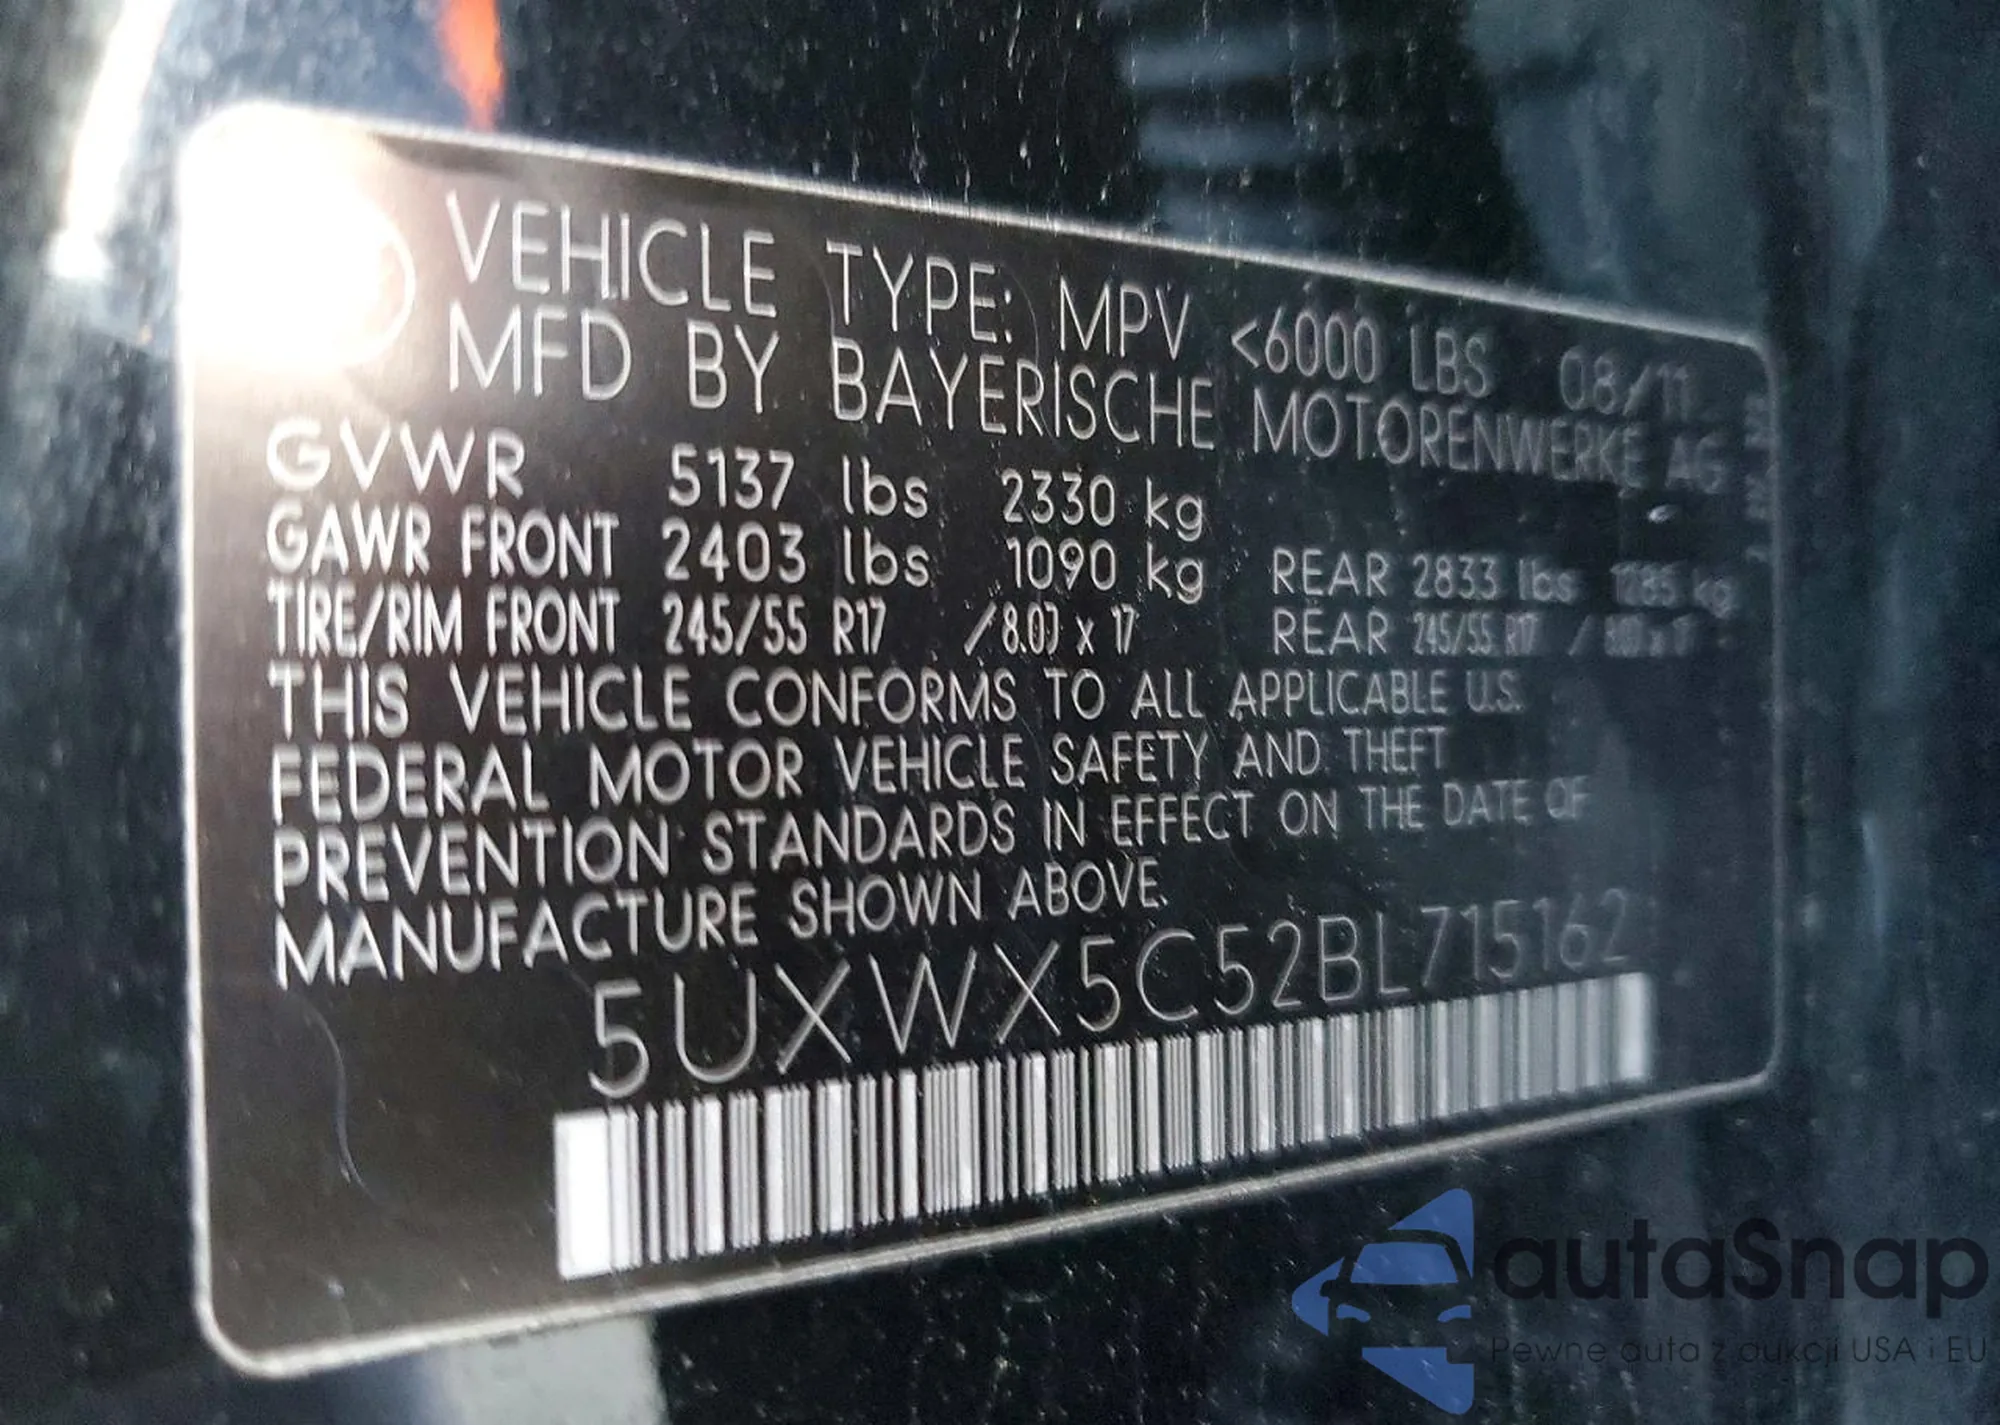 VEHICLE TYPE: MPV <6000 LBS 08/11
MFD BY BAYERISCHE MOTORENWERKE AG
GVWR 5137 lbs 2330 kg
GAWR FRONT 2403 lbs 1090 kg REAR 2833 lbs 1285 kg
TIRE/RIM FRONT 245/55 R17 /8.0J x 17 REAR 245/55 R17 / 8.0J x 17
THIS VEHICLE CONFORMS TO ALL APPLICABLE U.S.
FEDERAL MOTOR VEHICLE SAFETY AND THEFT
PREVENTION STANDARDS IN EFFECT ON THE DATE OF
MANUFACTURE SHOWN ABOVE.
5UXWX5C52BL715162
autaSnap
Pewne auta z aukcji USA i EU